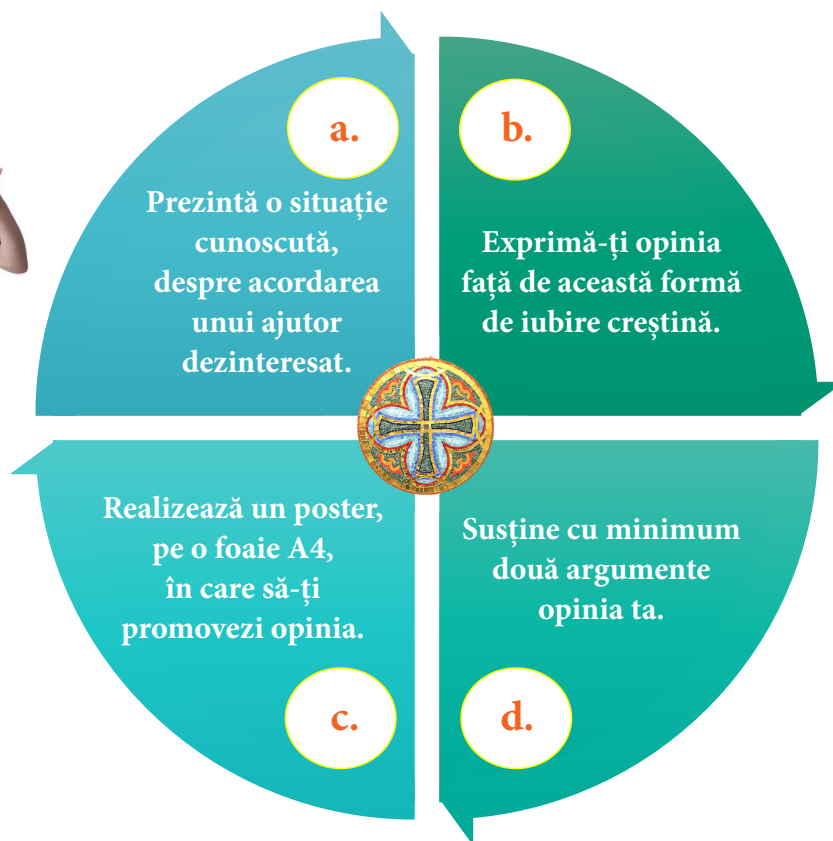 a.
Prezintă o situație
cunoscută,
despre acordarea
unui ajutor
dezinteresat.
b.
Exprimă-ți opinia
față de această formă
de iubire creștină.
Realizează un poster,
pe o foaie A4,
în care să-ți
promovezi opinia.
c.
Susține cu minimum
două argumente
opinia ta.
d.